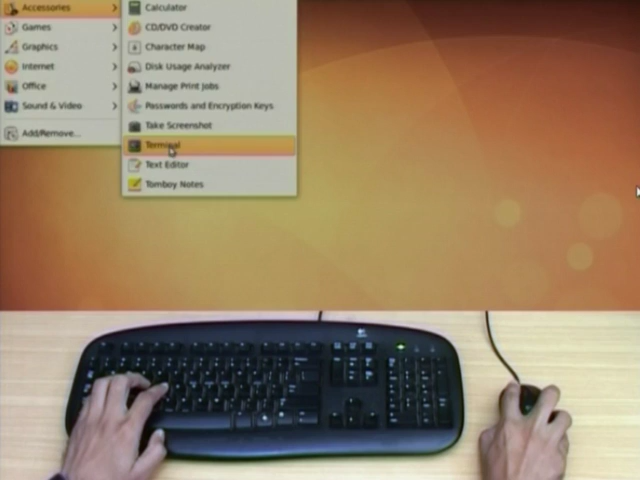 Accessories
Games
Graphics
Internet
Office
Sound & Video
Add/Remove...
Calculator
CD/DVD Creator
Character Map
Disk Usage Analyzer
Manage Print Jobs
Passwords and Encryption Keys
Take Screenshot
Terminal
Text Editor
Tomboy Notes